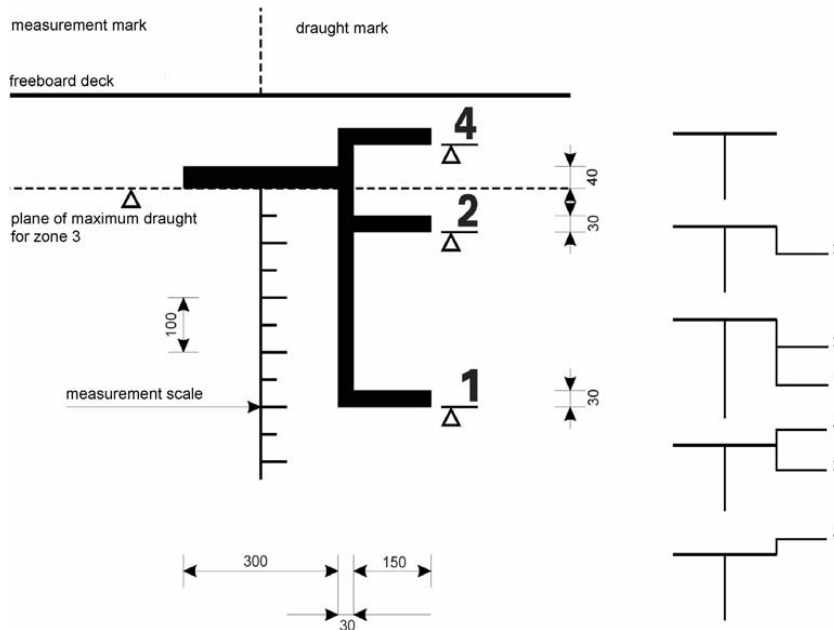 measurement mark
draught mark
freeboard deck
4
40
plane of maximum draught
for zone 3
2
30
100
measurement scale
1
30
300
150
30